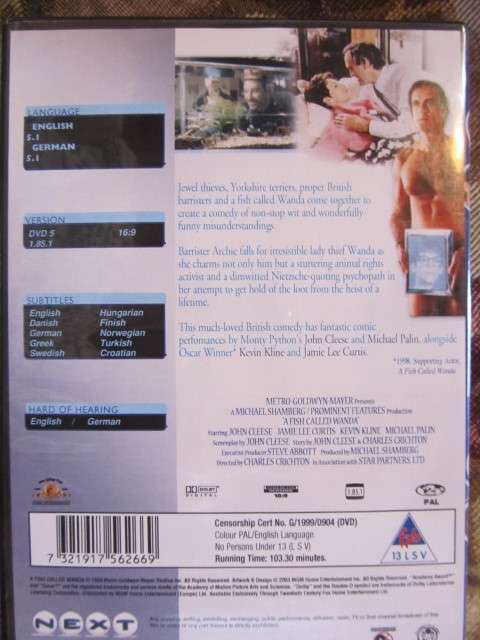 LANGUAGE
ENGLISH
5.1
GERMAN
5.1
VERSION
DVD 5 16:9
1.85.1
SUBTITLES
English Hungarian
Danish Finish
German Norwegian
Greek Turkish
Swedish Croatian
HARD OF HEARING
English / German
Jewel thieves, Yorkshire terriers, proper British
barristers and a fish called Wanda come together
to create a comedy of non-stop wit and wonderfully
funny misunderstandings.
Barrister Archie falls for irresistible lady thief Wanda as
she charms not only him but a stuttering animal rights
activist and a dimwitted Nietzsche-quoting psychopath in
her attempt to get hold of the loot from the heist of a
lifetime.
This much-loved British comedy has fantastic comic
perfomances by Monty Python's John Cleese and Michael Palin, alongside
Oscar Winner* Kevin Kline and Jamie Lee Curtis.
*1998: Supporting Actor,
A Fish Called Wanda.
METRO-GOLDWYN-MAYER Presents
A MICHAEL SHAMBERG / PROMINENT FEATURES Production
'A FISH CALLED WANDA'
Starring JOHN CLEESE JAMIE LEE CURTIS KEVIN KLINE MICHAEL PALIN
Screenplay by JOHN CLEESE Story by JOHN CLEESE & CHARLES CRICHTON
Executive Producer STEVE ABBOTT Produced by MICHAEL SHAMBERG
Directed by CHARLES CRICHTON in Association with STAR PARTNERS LTD
DOLBY
DIGITAL
16:9
1.85:1
PAL
Censorship Cert No. G/1999/0904 (DVD)
Colour PAL/English Language.
No Persons Under 13 (L S V)
Running Time: 103.30 minutes.
7 321917 562669
13 L S V
NEXT